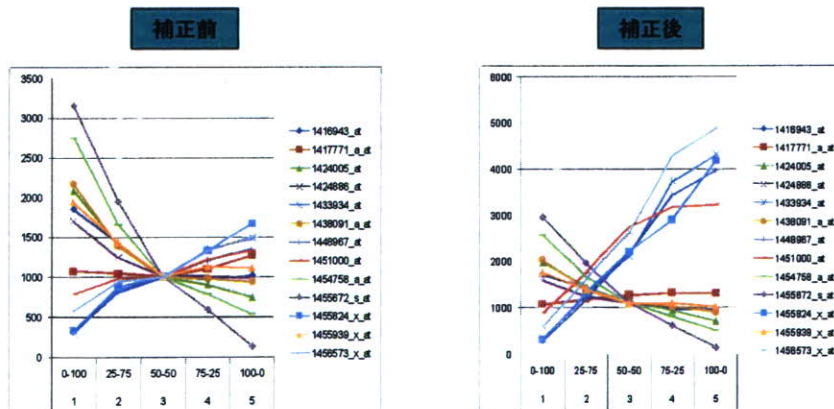 補正前
3500
3000
2500
2000
1500
1000
500
0
0-100 25-75 50-50 75-25 100-0
1 2 3 4 5
1416943_at
1417771_a_at
1424005_at
1424886_at
1433934_at
1438091_a_at
1448967_at
1451000_at
1454758_a_at
1455672_s_at
1455824_x_at
1455939_x_at
1456573_x_at
補正後
6000
5000
4000
3000
2000
1000
0
0-100 25-75 50-50 75-25 100-0
1 2 3 4 5
1416943_at
1417771_a_at
1424005_at
1424886_at
1433934_at
1438091_a_at
1448967_at
1451000_at
1454758_a_at
1455672_s_at
1455824_x_at
1455939_x_at
1456573_x_at